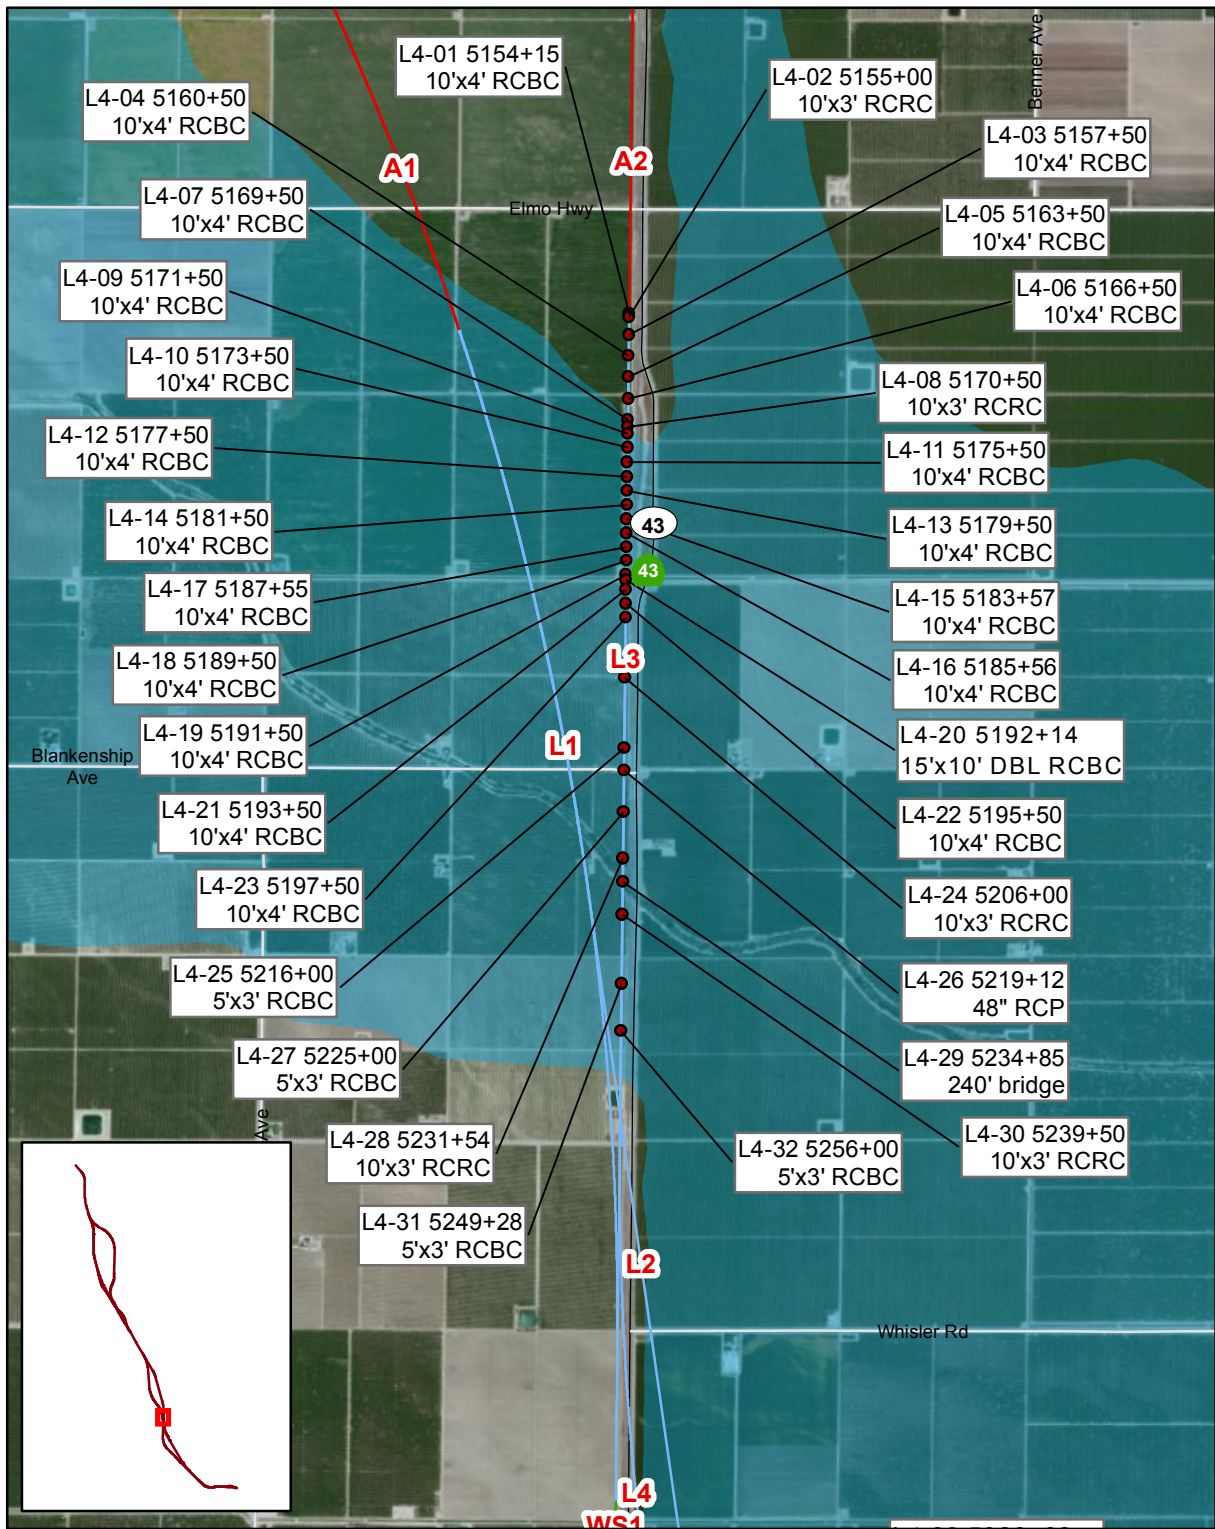 L4-01 5154+15
10'x4' RCBC
L4-02 5155+00
10'x3' RCRC
Benner Ave
L4-04 5160+50
10'x4' RCBC
L4-03 5157+50
10'x4' RCBC
A1
A2
L4-07 5169+50
10'x4' RCBC
Elmo Hwy
L4-05 5163+50
10'x4' RCBC
L4-09 5171+50
10'x4' RCBC
L4-06 5166+50
10'x4' RCBC
L4-10 5173+50
10'x4' RCBC
L4-08 5170+50
10'x3' RCRC
L4-12 5177+50
10'x4' RCBC
L4-11 5175+50
10'x4' RCBC
L4-14 5181+50
10'x4' RCBC
43
L4-13 5179+50
10'x4' RCBC
43
L4-17 5187+55
10'x4' RCBC
L4-15 5183+57
10'x4' RCBC
L4-18 5189+50
10'x4' RCBC
L3
L4-16 5185+56
10'x4' RCBC
L4-19 5191+50
10'x4' RCBC
L4-20 5192+14
15'x10' DBL RCBC
Blankenship
Ave
L1
L4-21 5193+50
10'x4' RCBC
L4-22 5195+50
10'x4' RCBC
L4-23 5197+50
10'x4' RCBC
L4-24 5206+00
10'x3' RCRC
L4-25 5216+00
5'x3' RCBC
L4-26 5219+12
48" RCP
L4-27 5225+00
5'x3' RCBC
L4-29 5234+85
240' bridge
Ave
L4-28 5231+54
10'x3' RCRC
L4-32 5256+00
5'x3' RCBC
L4-30 5239+50
10'x3' RCRC
L4-31 5249+28
5'x3' RCBC
L2
Whisler Rd
L4
WS1